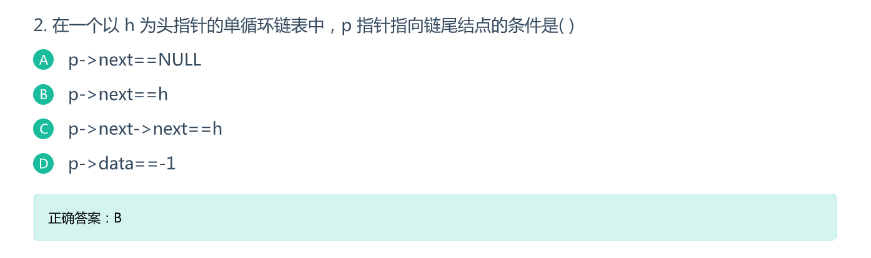 2. 在一个以 h 为头指针的单循环链表中，p 指针指向链尾结点的条件是( )
A p->next==NULL
B p->next==h
C p->next->next==h
D p->data==-1
正确答案：B